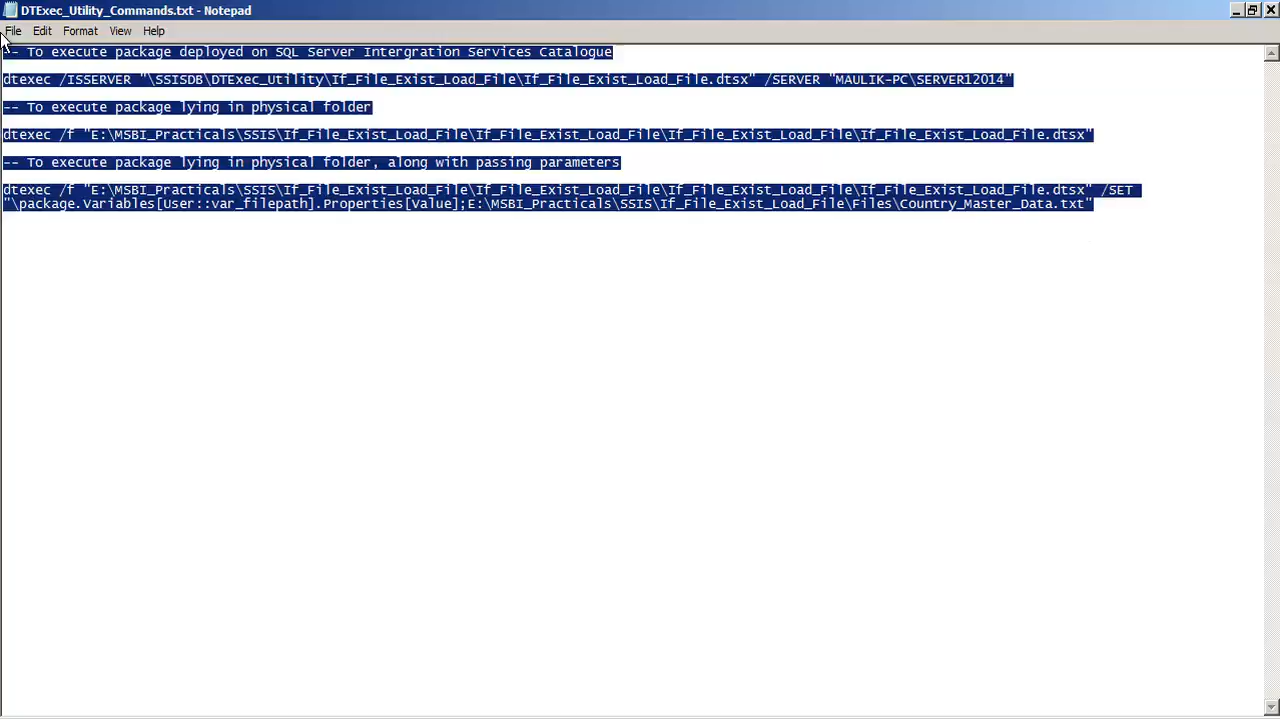 DTExec_Utility_Commands.txt - Notepad
File Edit Format View Help
-- To execute package deployed on SQL Server Intergration Services Catalogue
dtexec /ISSERVER "\SSISDB\DTExec_Utility\If_File_Exist_Load_File\If_File_Exist_Load_File.dtsx" /SERVER "MAULIK-PC\SERVER12014"
-- To execute package lying in physical folder
dtexec /f "E:\MSBI_Practicals\SSIS\If_File_Exist_Load_File\If_File_Exist_Load_File\If_File_Exist_Load_File\If_File_Exist_Load_File.dtsx"
-- To execute package lying in physical folder, along with passing parameters
dtexec /f "E:\MSBI_Practicals\SSIS\If_File_Exist_Load_File\If_File_Exist_Load_File\If_File_Exist_Load_File\If_File_Exist_Load_File.dtsx" /SET
"\package.Variables[User::var_filepath].Properties[Value];E:\MSBI_Practicals\SSIS\If_File_Exist_Load_File\Files\Country_Master_Data.txt"